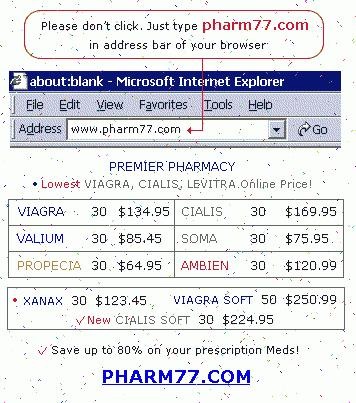 Please don't click. Just type pharm77.com
in address bar of your browser
about:blank - Microsoft Internet Explorer
File Edit View Favorites Tools Help
Address www.pharm77.com Go
PREMIER PHARMACY
• Lowest VIAGRA, CIALIS, LEVITRA Online Price!
VIAGRA 30 $134.95 CIALIS 30 $169.95
VALIUM 30 $85.45 SOMA 30 $75.95
PROPECIA 30 $64.95 AMBIEN 30 $120.99
• XANAX 30 $123.45 VIAGRA SOFT 50 $250.99
✓New CIALIS SOFT 30 $224.95
✓ Save up to 80% on your prescription Meds!
PHARM77.COM